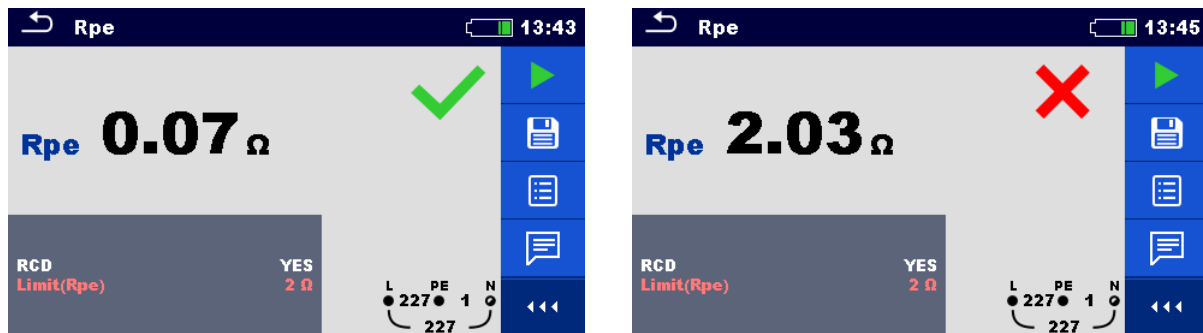 Rpe 13:43
Rpe 0.07 Ω
RCD YES
Limit(Rpe) 2 Ω
L PE N
227 1
227
Rpe 13:45
Rpe 2.03 Ω
RCD YES
Limit(Rpe) 2 Ω
L PE N
227 1
227